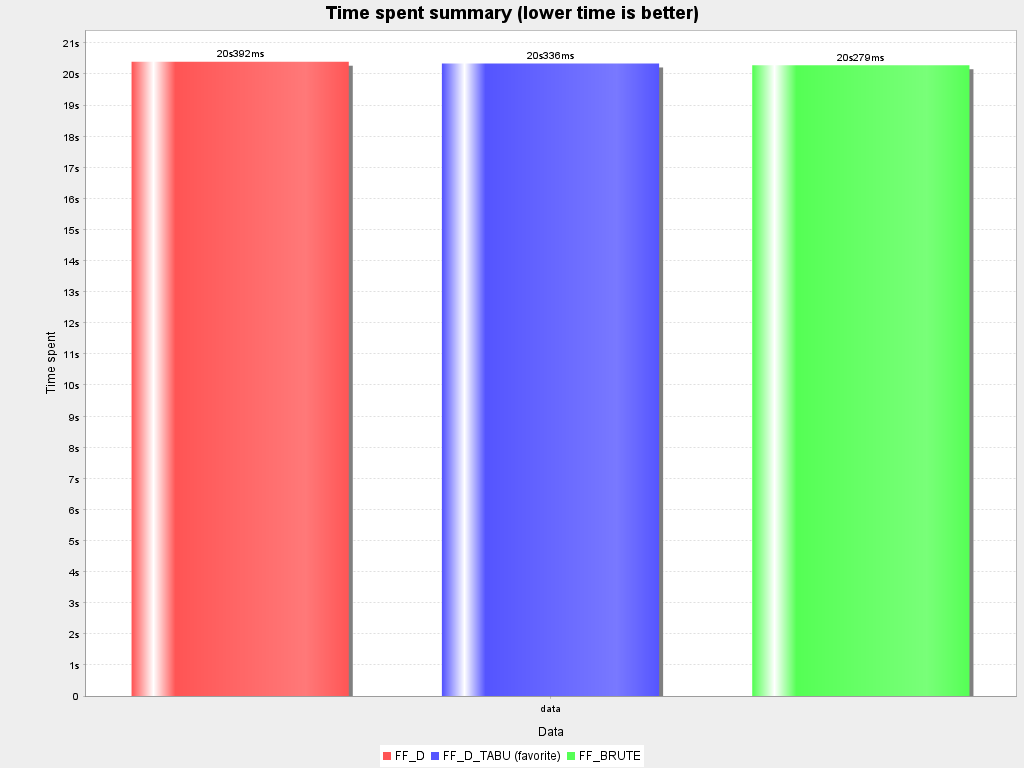 Time spent summary (lower time is better)
21s
20s
19s
18s
17s
16s
15s
14s
13s
12s
11s
10s
9s
8s
7s
6s
5s
4s
3s
2s
1s
0
Time spent
20s392ms
20s336ms
20s279ms
data
Data
FF_D FF_D_TABU (favorite) FF_BRUTE